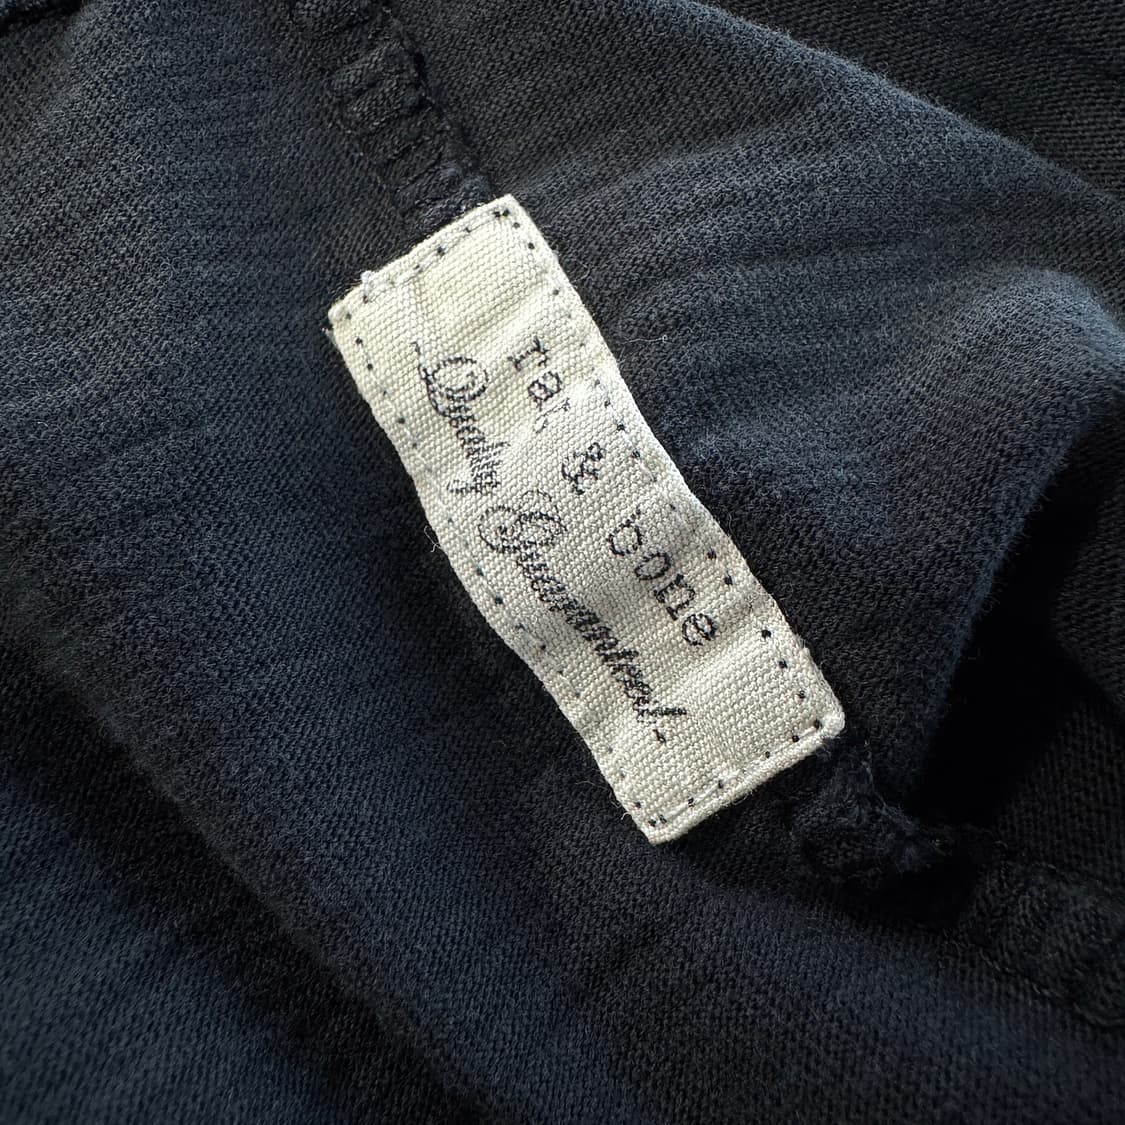 rag & bone
-Quality Guaranteed-